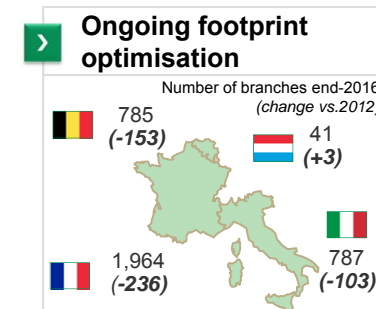 Ongoing footprint
optimisation
Number of branches end-2016
(change vs.2012)
785
(-153)
41
(+3)
1,964
(-236)
787
(-103)